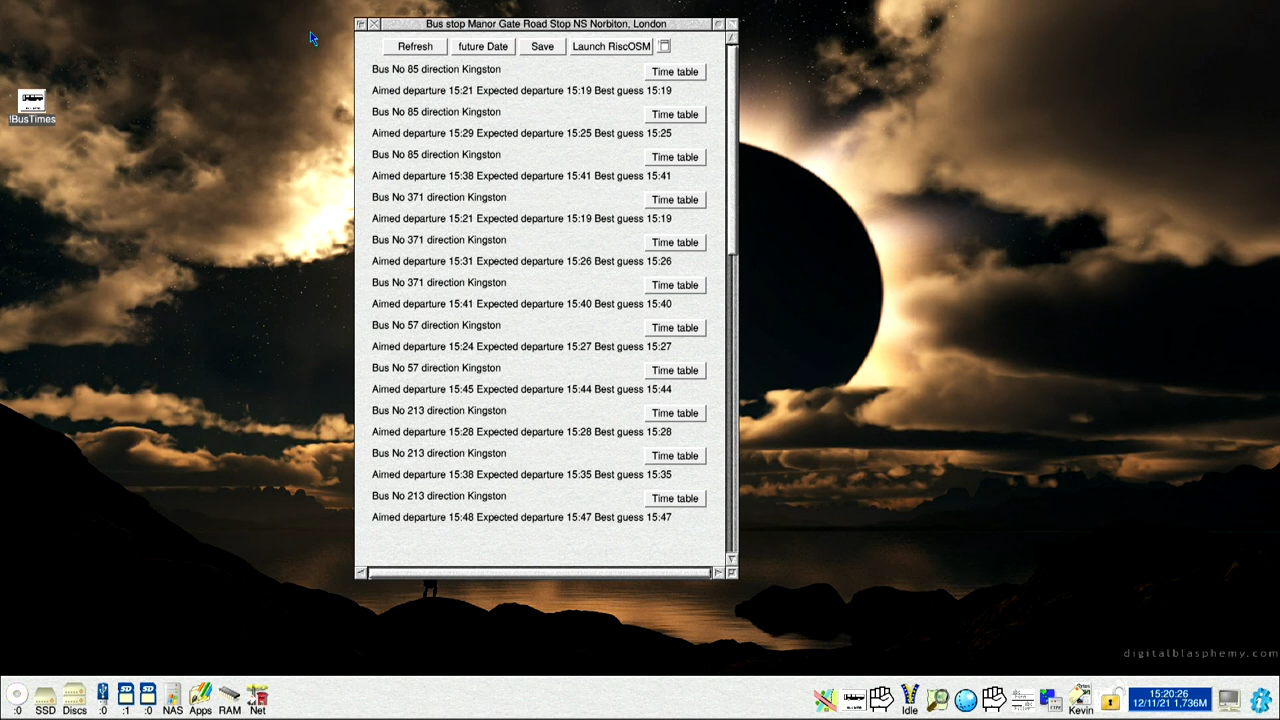 Bus stop Manor Gate Road Stop NS Norbiton, London
Refresh future Date Save Launch RiscOSM
Bus No 85 direction Kingston Time table
Aimed departure 15:21 Expected departure 15:19 Best guess 15:19
Bus No 85 direction Kingston Time table
Aimed departure 15:29 Expected departure 15:25 Best guess 15:25
Bus No 85 direction Kingston Time table
Aimed departure 15:38 Expected departure 15:41 Best guess 15:41
Bus No 371 direction Kingston Time table
Aimed departure 15:21 Expected departure 15:19 Best guess 15:19
Bus No 371 direction Kingston Time table
Aimed departure 15:31 Expected departure 15:26 Best guess 15:26
Bus No 371 direction Kingston Time table
Aimed departure 15:41 Expected departure 15:40 Best guess 15:40
Bus No 57 direction Kingston Time table
Aimed departure 15:24 Expected departure 15:27 Best guess 15:27
Bus No 57 direction Kingston Time table
Aimed departure 15:45 Expected departure 15:44 Best guess 15:44
Bus No 213 direction Kingston Time table
Aimed departure 15:28 Expected departure 15:28 Best guess 15:28
Bus No 213 direction Kingston Time table
Aimed departure 15:38 Expected departure 15:35 Best guess 15:35
Bus No 213 direction Kingston Time table
Aimed departure 15:48 Expected departure 15:47 Best guess 15:47
!BusTimes
digitalblasphemy.com
:0 SSD Discs :0 :1 :0 NAS Apps RAM Net Idle Kevin
15:20:26
12/11/21 1,736M